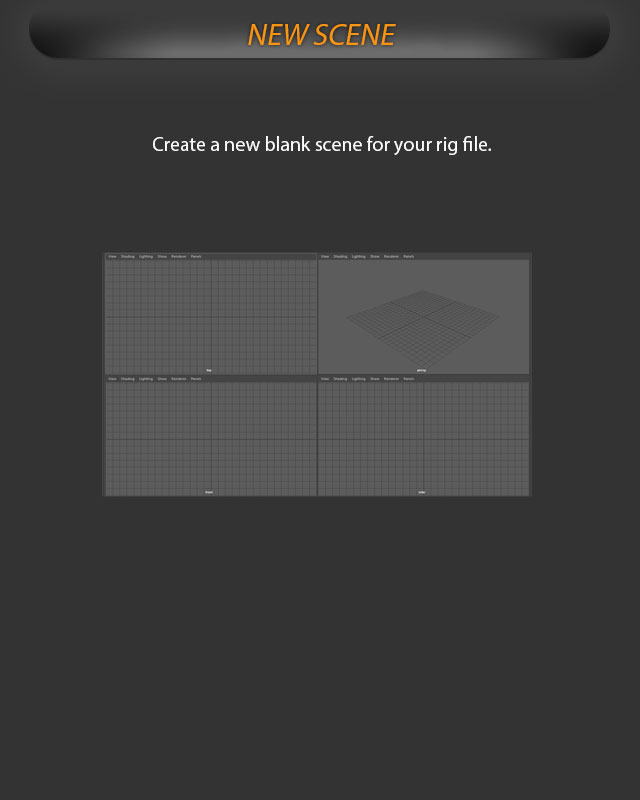 NEW SCENE
Create a new blank scene for your rig file.
View Shading Lighting Show Renderer Panels
View Shading Lighting Show Renderer Panels
top
persp
View Shading Lighting Show Renderer Panels
View Shading Lighting Show Renderer Panels
front
side